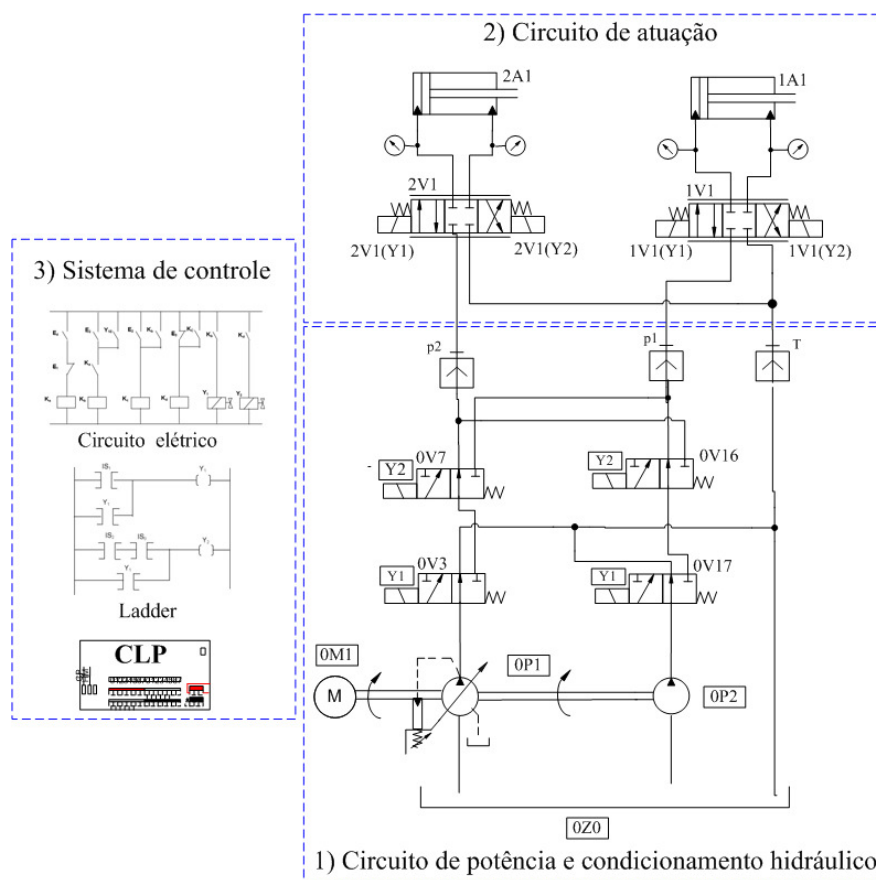 2) Circuito de atuação
2A1
1A1
2V1
1V1
2V1(Y1)
2V1(Y2)
1V1(Y1)
1V1(Y2)
3) Sistema de controle
Circuito elétrico
Ladder
CLP
p2
p1
T
Y2
0V7
Y2
0V16
Y1
0V3
Y1
0V17
0M1
M
0P1
0P2
0Z0
1) Circuito de potência e condicionamento hidráulico